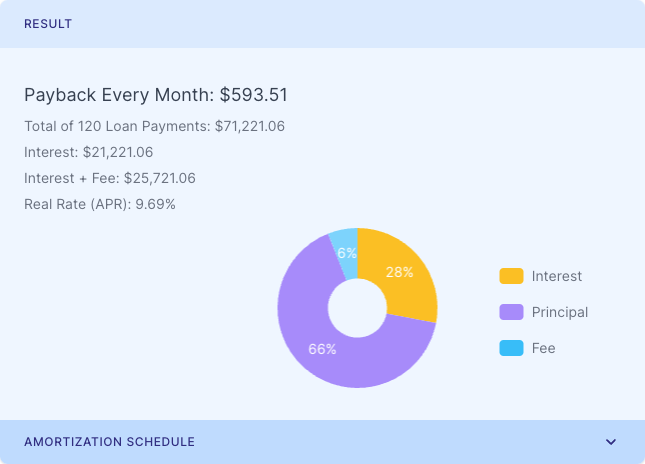 RESULT
Payback Every Month: $593.51
Total of 120 Loan Payments: $71,221.06
Interest: $21,221.06
Interest + Fee: $25,721.06
Real Rate (APR): 9.69%
6%
28%
66%
Interest
Principal
Fee
AMORTIZATION SCHEDULE